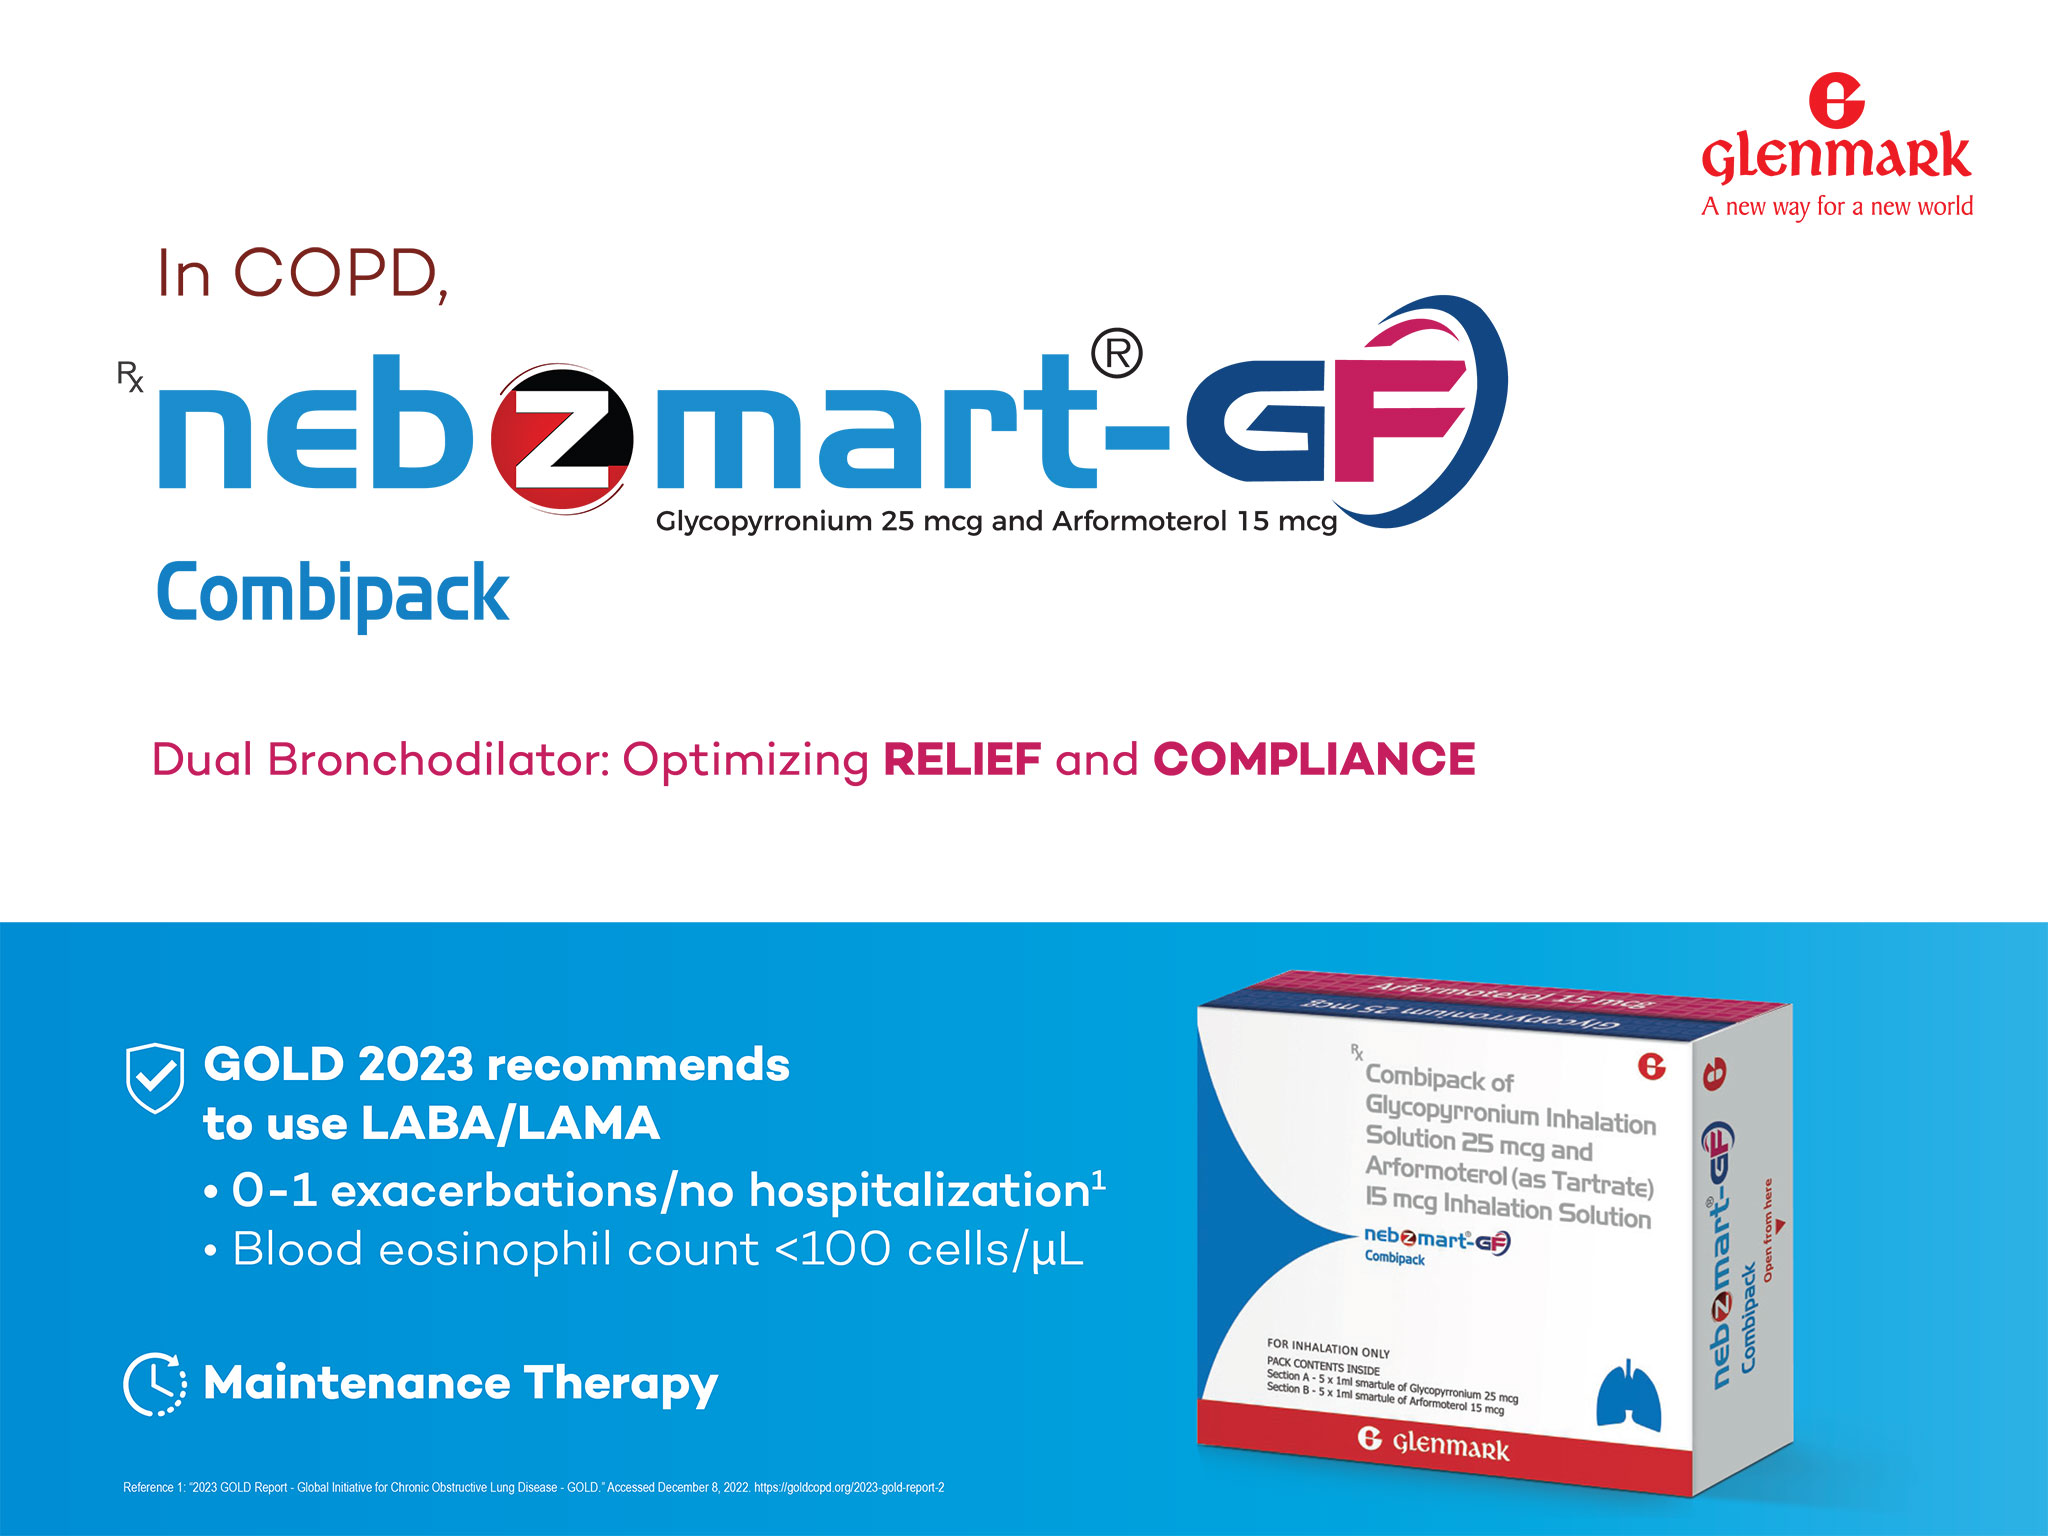 glenmark
A new way for a new world
In COPD,
Rx nebzmart®-GF
Glycopyrronium 25 mcg and Arformoterol 15 mcg
Combipack
Dual Bronchodilator: Optimizing RELIEF and COMPLIANCE
GOLD 2023 recommends
to use LABA/LAMA
• 0-1 exacerbations/no hospitalization¹
• Blood eosinophil count <100 cells/µL
Maintenance Therapy
Reference 1: "2023 GOLD Report - Global Initiative for Chronic Obstructive Lung Disease - GOLD." Accessed December 8, 2022. https://goldcopd.org/2023-gold-report-2
Arformoterol 15 mcg
Glycopyrronium 25 mcg
Rx
Combipack of
Glycopyrronium Inhalation
Solution 25 mcg and
Arformoterol (as Tartrate)
15 mcg Inhalation Solution
nebzmart®-GF
Combipack
FOR INHALATION ONLY
PACK CONTENTS INSIDE
Section A - 5 x 1ml smartule of Glycopyrronium 25 mcg
Section B - 5 x 1ml smartule of Arformoterol 15 mcg
glenmark
nebzmart®-GF
Combipack
Open from here